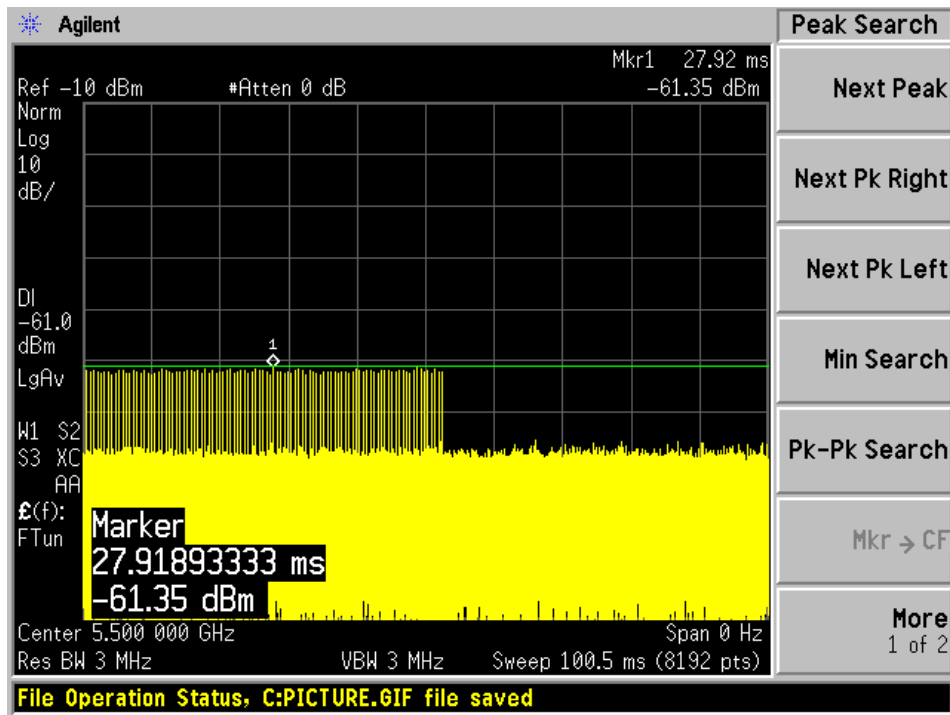 Agilent
Peak Search
Mkr1 27.92 ms
Ref -10 dBm #Atten 0 dB -61.35 dBm
Norm
Log
10
dB/
DI
-61.0
dBm
LgAv
1
W1 S2
S3 XC
AA
£(f):
FTun
Marker
27.91893333 ms
-61.35 dBm
Center 5.500 000 GHz Span 0 Hz
Res BW 3 MHz VBW 3 MHz Sweep 100.5 ms (8192 pts)
File Operation Status, C:PICTURE.GIF file saved
Next Peak
Next Pk Right
Next Pk Left
Min Search
Pk-Pk Search
Mkr → CF
More
1 of 2